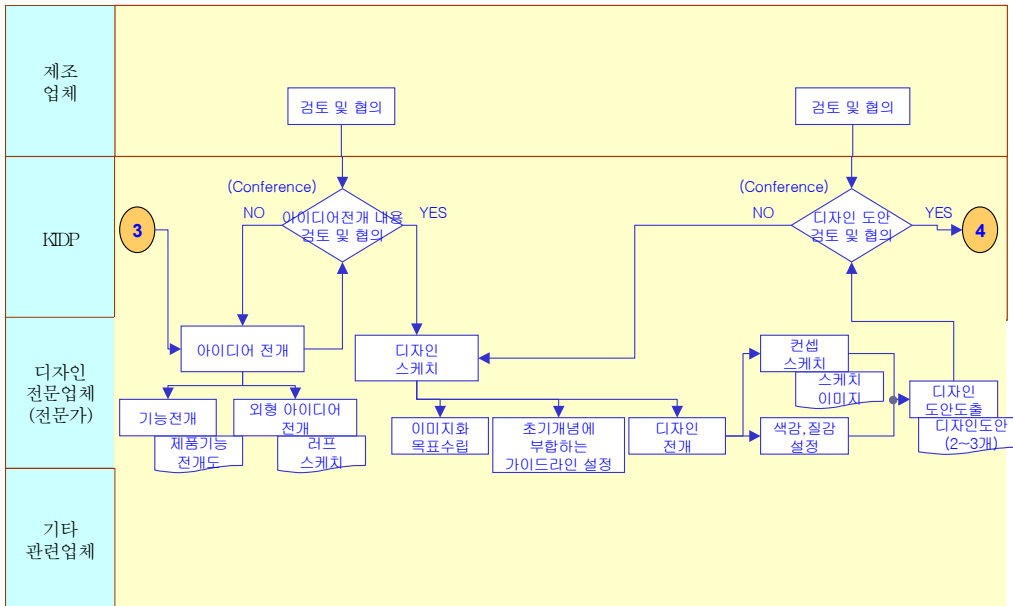 제조
업체
검토 및 협의
검토 및 협의
KIDP
3
(Conference)
NO
아이디어전개 내용
검토 및 협의
YES
(Conference)
NO
디자인 도안
검토 및 협의
YES
4
디자인
전문업체
(전문가)
아이디어 전개
기능전개
제품기능
전개도
외형 아이디어
전개
러프
스케치
디자인
스케치
이미지화
목표수립
초기개념에
부합하는
가이드라인 설정
디자인
전개
컨셉
스케치
스케치
이미지
색감,질감
설정
디자인
도안도출
디자인도안
(2~3개)
기타
관련업체